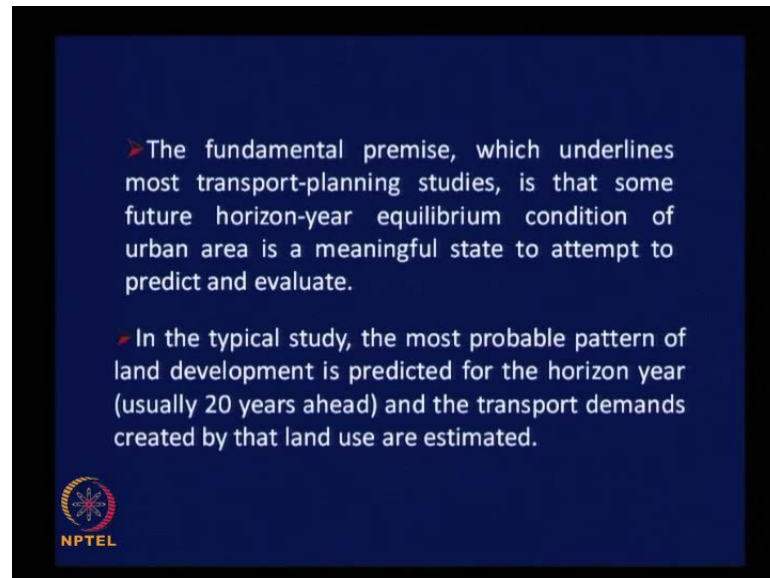 The fundamental premise, which underlines
most transport-planning studies, is that some
future horizon-year equilibrium condition of
urban area is a meaningful state to attempt to
predict and evaluate.
In the typical study, the most probable pattern of
land development is predicted for the horizon year
(usually 20 years ahead) and the transport demands
created by that land use are estimated.
NPTEL